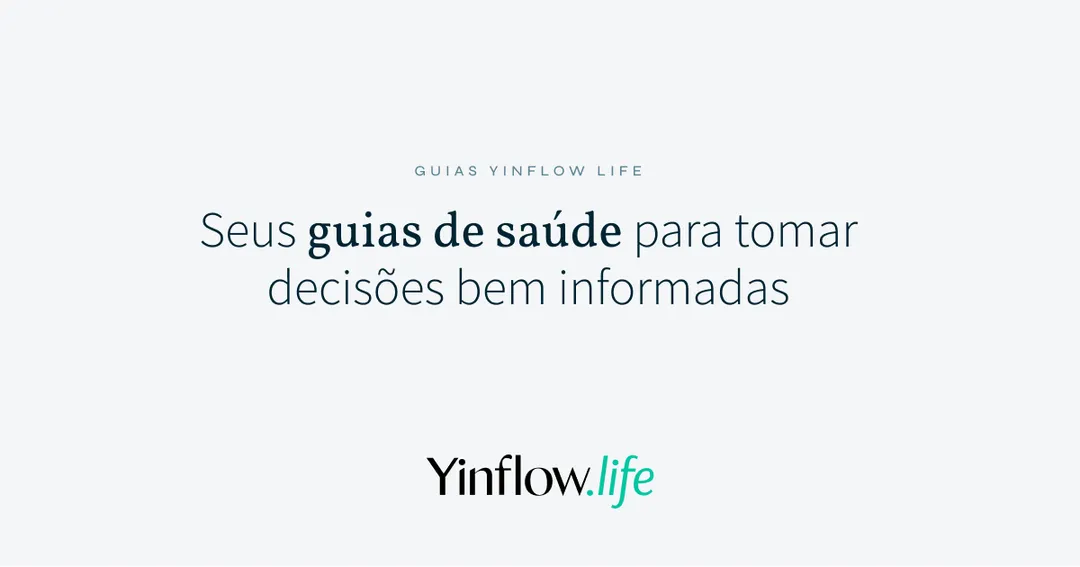 GUIAS YINFLOW LIFE
Seus guias de saúde para tomar
decisões bem informadas
Yinflow.life